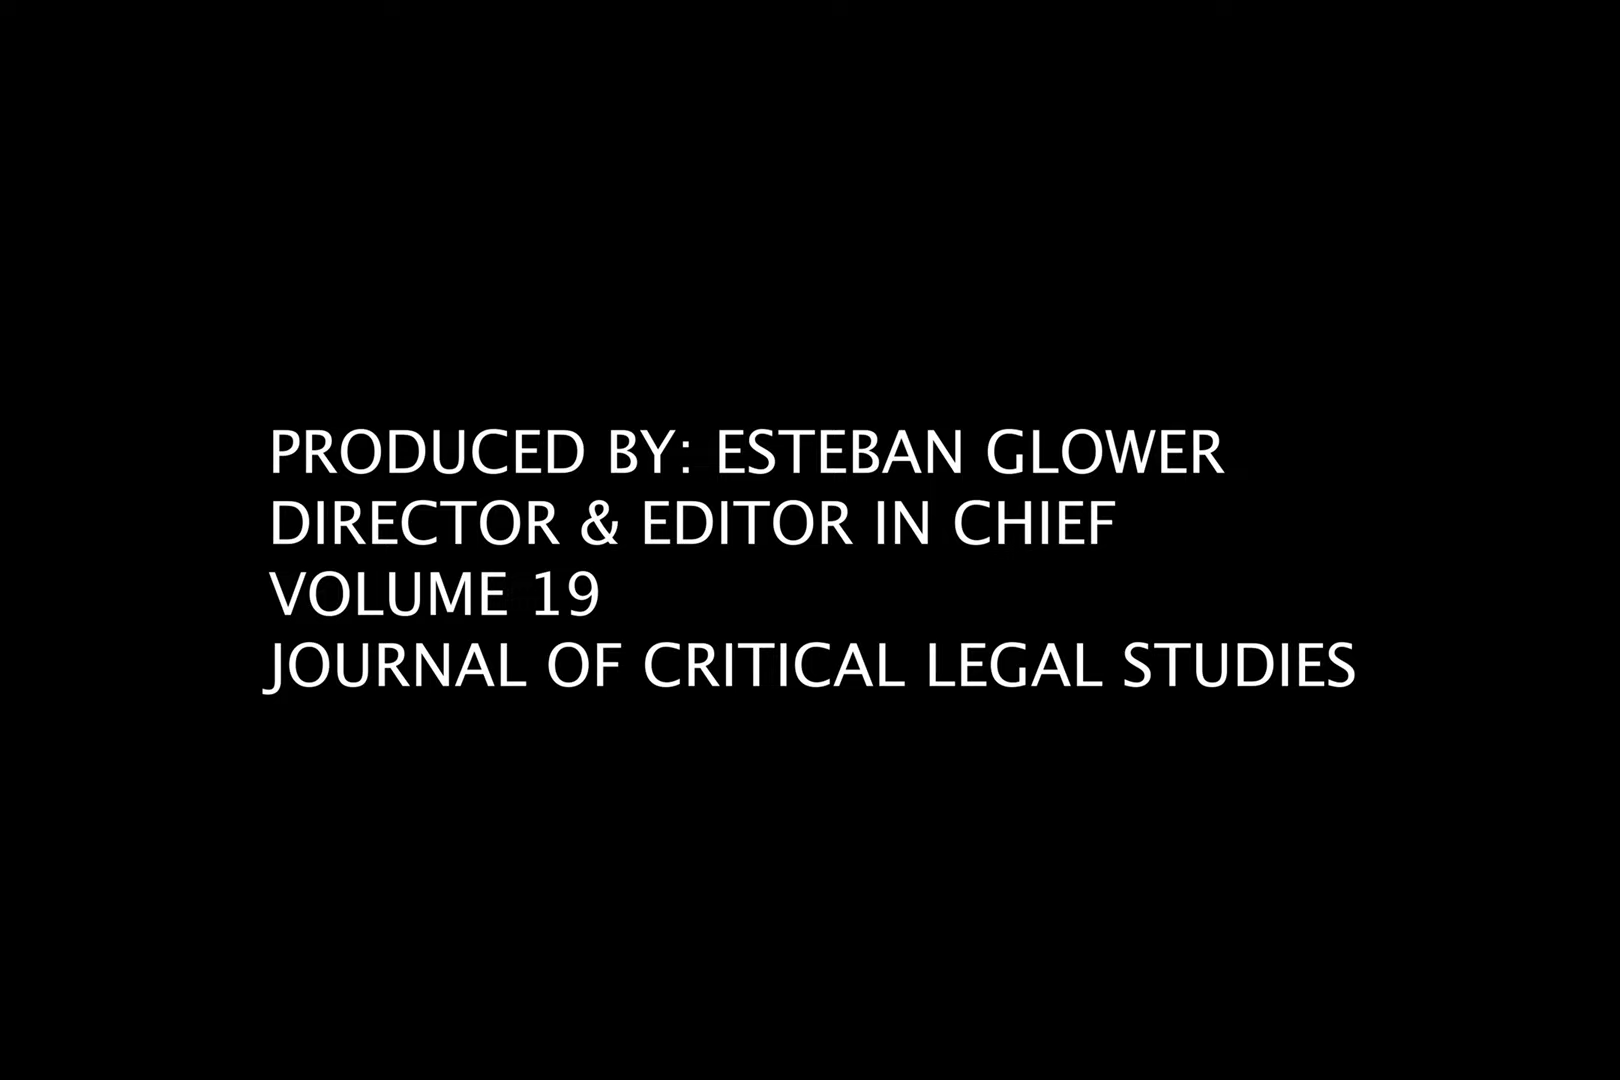 PRODUCED BY: ESTEBAN GLOWER
DIRECTOR & EDITOR IN CHIEF
VOLUME 19
JOURNAL OF CRITICAL LEGAL STUDIES